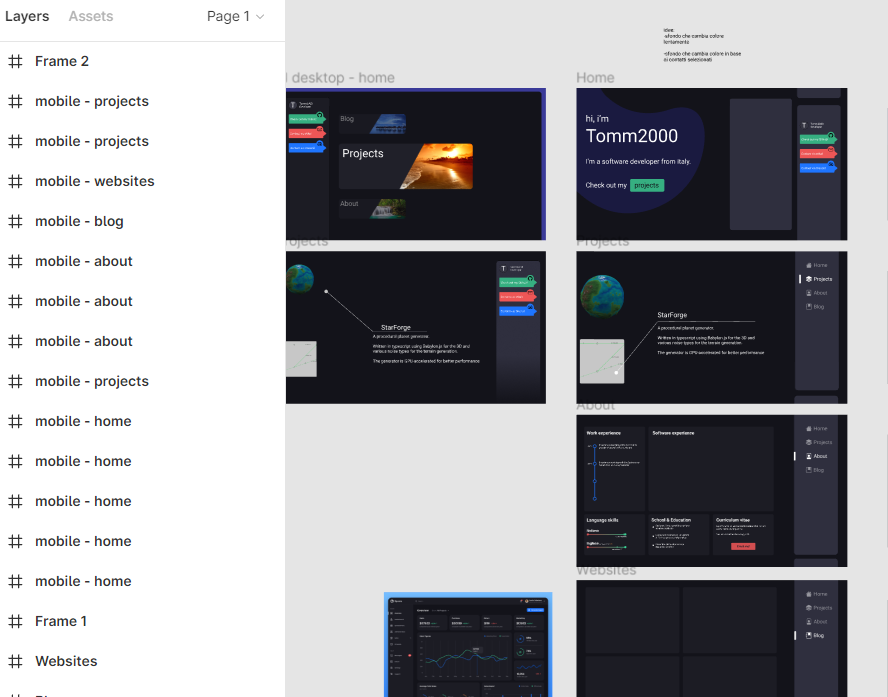 Layers
Assets
Page 1
Frame 2
mobile - projects
mobile - projects
mobile - websites
mobile - blog
mobile - about
mobile - about
mobile - about
mobile - projects
mobile - home
mobile - home
mobile - home
mobile - home
mobile - home
Frame 1
Websites
idee:
-sfondo che cambia colore
lentamente
-sfondo che cambia colore in base
ai contatti selezionati
desktop - home
Blog
Projects
About
Home
hi, i'm
Tomm2000
I'm a software developer from italy.
Check out my projects
StarForge
A procedural planet generator.
Written in typescript using Babylon.js for the 3D and
various noise types for the terrain generation.
The generator is GPU-accelerated for better performance
Projects
StarForge
A procedural planet generator.
Written in typescript using Babylon.js for the 3D and
various noise types for the terrain generation.
The generator is GPU-accelerated for better performance
Home
Projects
About
Blog
About
Work experience
Software experience
Language skills
School & Education
Curriculum vitae
Home
Projects
About
Blog
Websites
Home
Projects
About
Blog